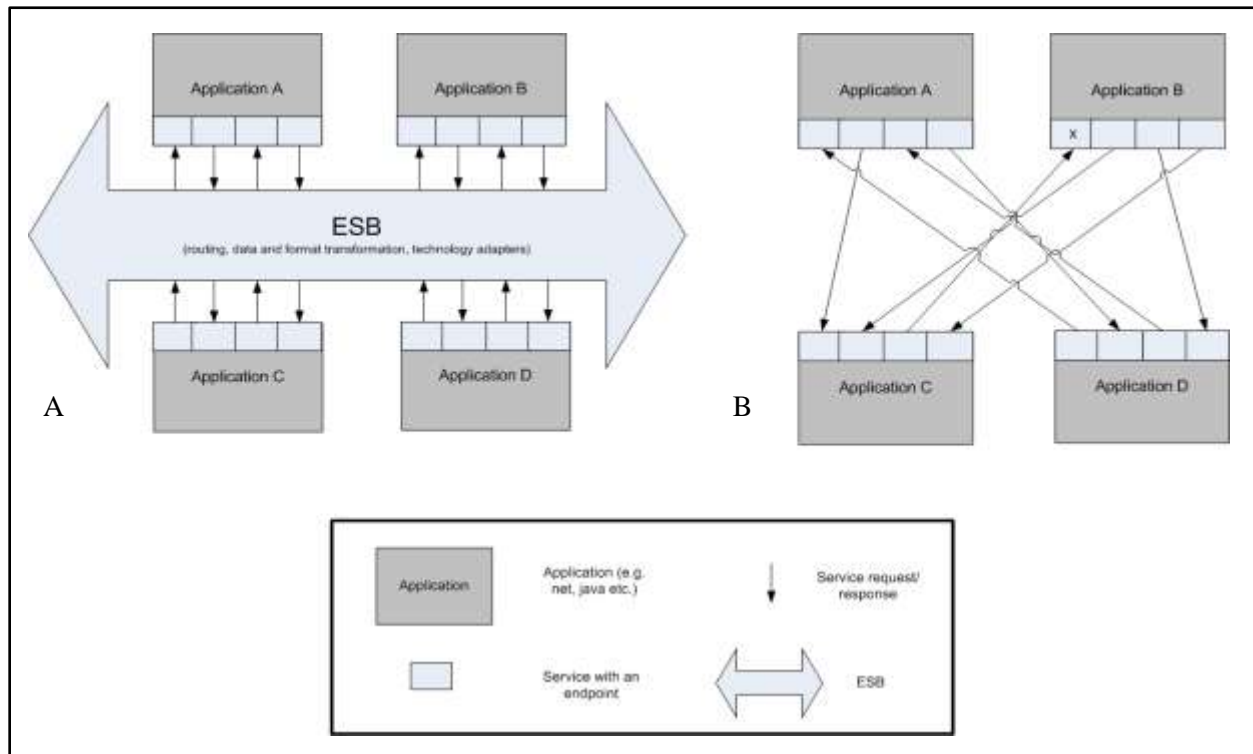 Application A
Application B
ESB
(routing, data and format transformation, technology adapters)
Application C
Application D
A
Application A
Application B
x
Application C
Application D
B
Application
Application (e.g.
net, java etc.)
Service request/
response
Service with an
endpoint
ESB